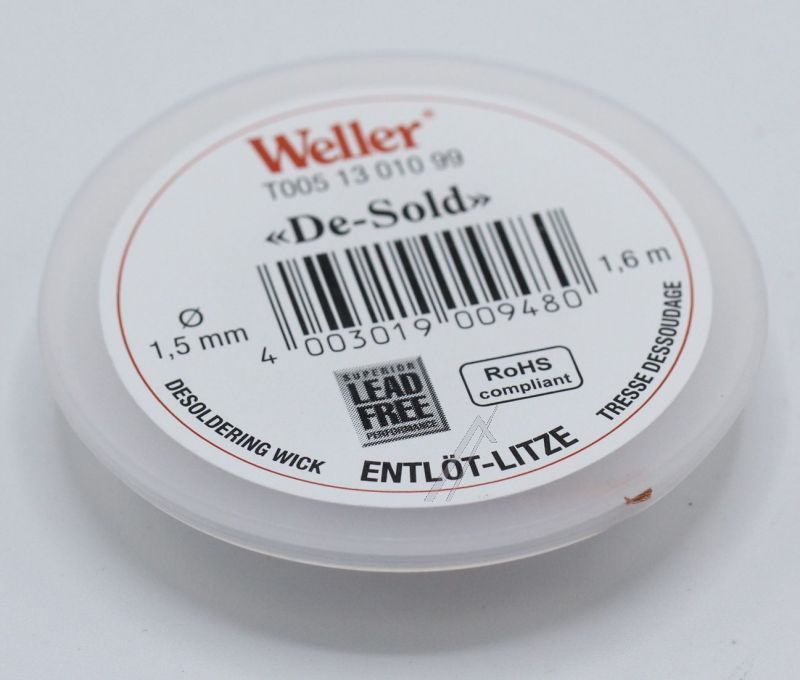 Weller®
T005 13 010 99
«De-Sold»
Ø
1,5 mm
1,6 m
4 003019 009480
SUPERIOR
LEAD
FREE
PERFORMANCE
RoHS
compliant
DESOLDERING WICK
ENTLÖT-LITZE
TRESSE DESSOUDAGE